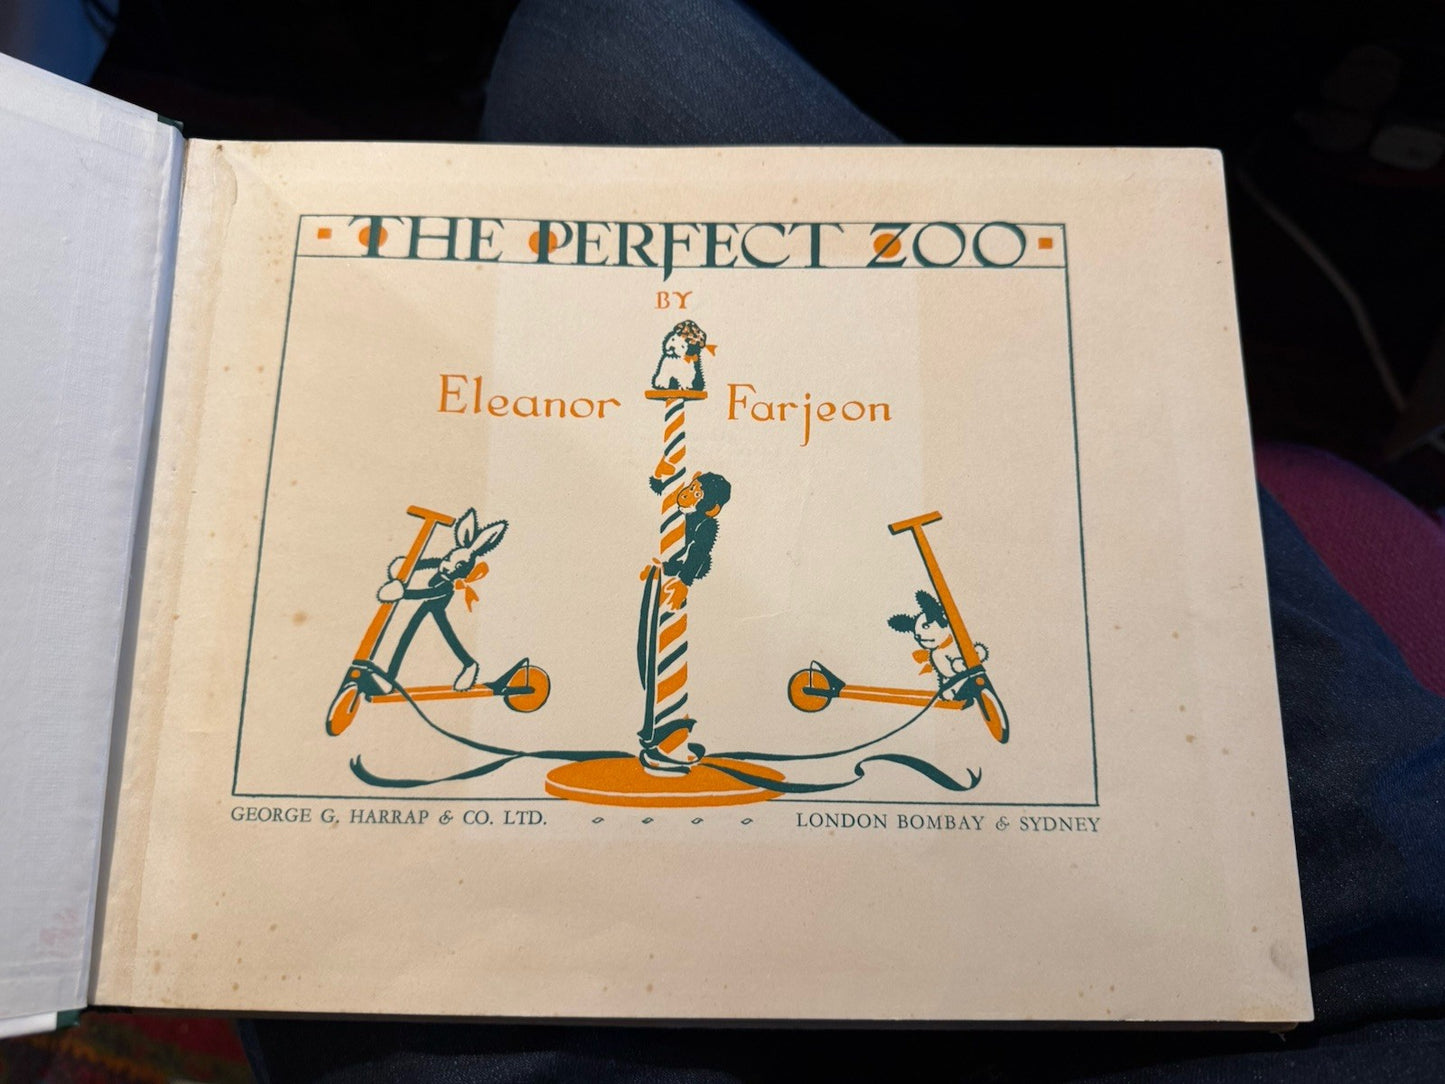 THE PERFECT ZOO
BY
Eleanor Farjeon
GEORGE G. HARRAP & CO. LTD. LONDON BOMBAY & SYDNEY